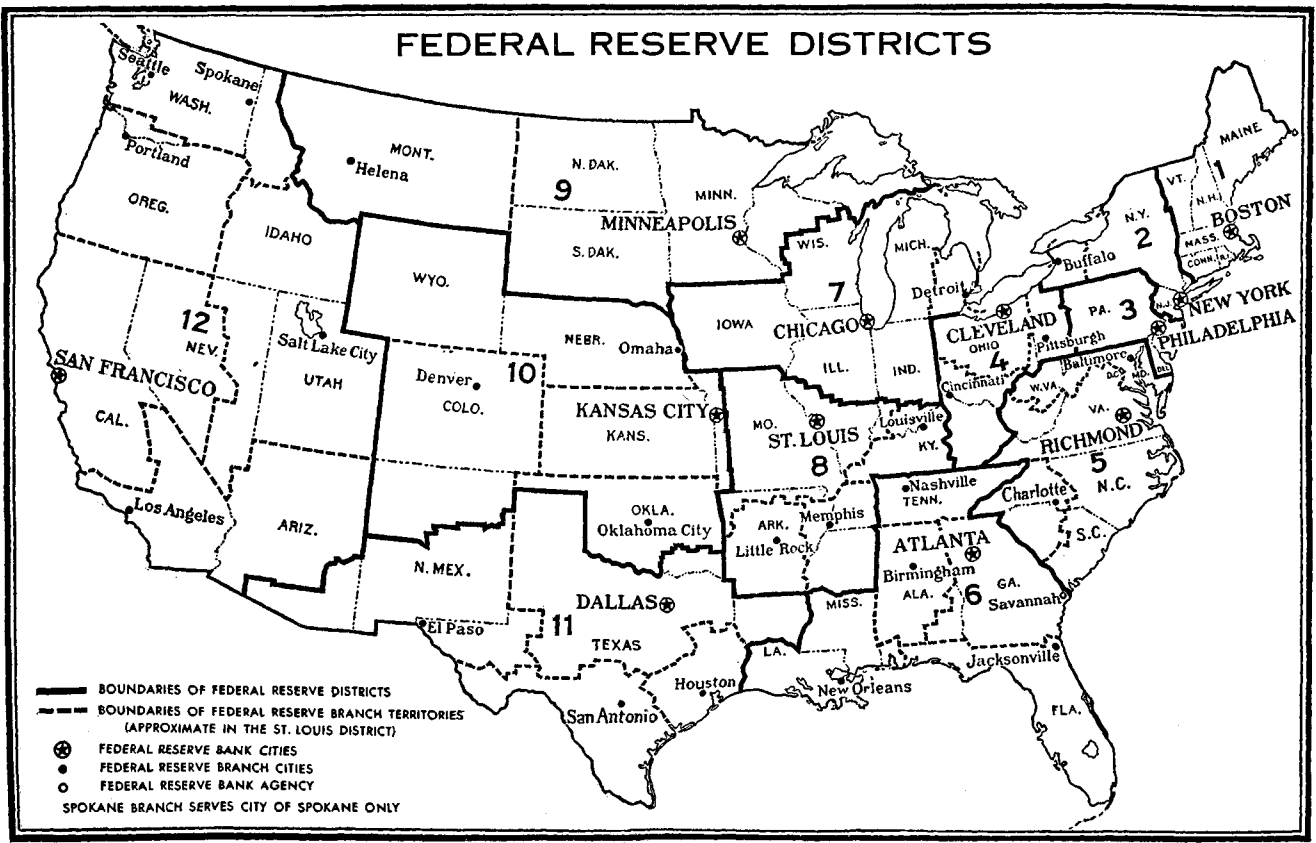 FEDERAL RESERVE DISTRICTS
Seattle
Spokane
WASH.
Portland
OREG.
MONT.
Helena
IDAHO
WYO.
12
NEV.
SAN FRANCISCO
CAL.
Los Angeles
Salt Lake City
UTAH
ARIZ.
N. DAK.
9
MINN.
MINNEAPOLIS
S. DAK.
NEBR.
Omaha
10
Denver
COLO.
KANSAS CITY
KANS.
WIS.
MICH.
7
Detroit
IOWA
CHICAGO
ILL.
IND.
MO.
ST. LOUIS
8
Louisville
KY.
ARK.
Memphis
Little Rock
OKLA.
Oklahoma City
N. MEX.
El Paso
DALLAS
11
TEXAS
Houston
San Antonio
MAINE
VT.
1
N.H.
BOSTON
MASS.
CONN.
R.I.
N.Y.
2
Buffalo
NEW YORK
N.J.
PA.
3
PHILADELPHIA
CLEVELAND
OHIO
4
Pittsburgh
Cincinnati
Baltimore
W. VA.
D.C.
MD.
DEL.
VA.
RICHMOND
5
N.C.
Charlotte
S.C.
Nashville
TENN.
ATLANTA
Birmingham
ALA.
6
GA.
Savannah
MISS.
LA.
New Orleans
Jacksonville
FLA.
BOUNDARIES OF FEDERAL RESERVE DISTRICTS
BOUNDARIES OF FEDERAL RESERVE BRANCH TERRITORIES
(APPROXIMATE IN THE ST. LOUIS DISTRICT)
FEDERAL RESERVE BANK CITIES
FEDERAL RESERVE BRANCH CITIES
FEDERAL RESERVE BANK AGENCY
SPOKANE BRANCH SERVES CITY OF SPOKANE ONLY